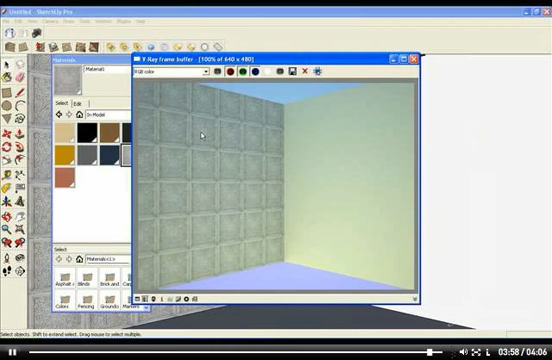 Untitled - SketchUp Pro
File Edit View Camera Draw Tools Window Plugins Help
Materials
Material1
Select Edit
In Model
Select
Materials<1>
Blinds
Brick and
Colors
Fencing
Groundc
Markers
V-Ray frame buffer - [100% of 640 x 480]
RGB color
Select objects. Shift to extend select. Drag mouse to select multiple.
03:58 / 04:06